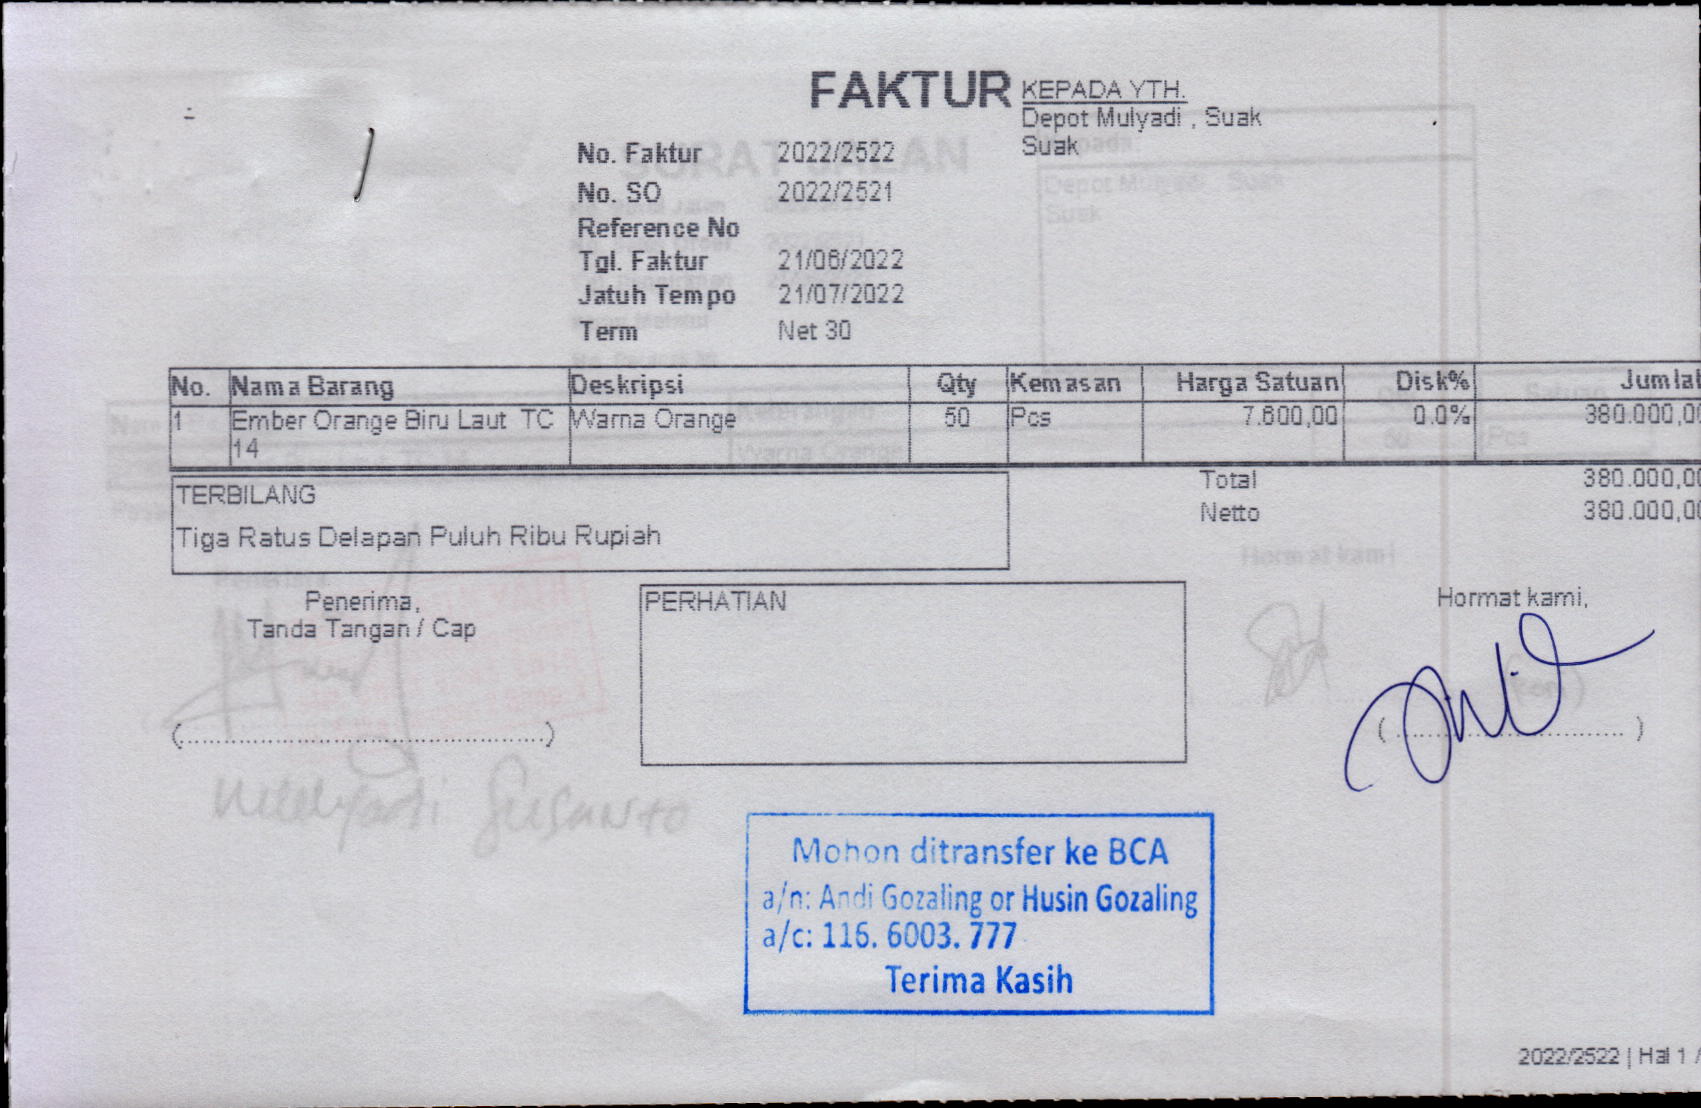 FAKTUR
KEPADA YTH.
Depot Mulyadi , Suak
Suak
No. Faktur 2022/2522
No. SO 2022/2521
Reference No
Tgl. Faktur 21/06/2022
Jatuh Tempo 21/07/2022
Term Net 30
No. Nama Barang Deskripsi Qty Kemasan Harga Satuan Disk% Jumlah
1 Ember Orange Biru Laut TC Warna Orange 50 Pcs 7.600,00 0.0% 380.000,00
14
Total 380.000,00
Netto 380.000,00
TERBILANG
Tiga Ratus Delapan Puluh Ribu Rupiah
Penerima,
Tanda Tangan / Cap
PERHATIAN
Hormat kami,
Mohon ditransfer ke BCA
a/n: Andi Gozaling or Husin Gozaling
a/c: 116. 6003. 777
Terima Kasih
2022/2522 | Hal 1 /